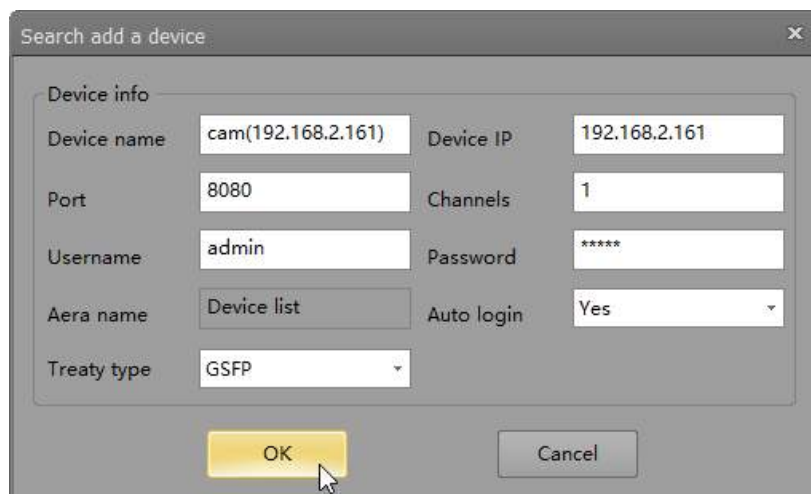 Search add a device
Device info
Device name cam(192.168.2.161) Device IP 192.168.2.161
Port 8080 Channels 1
Username admin Password *****
Aera name Device list Auto login Yes
Treaty type GSFP
OK Cancel